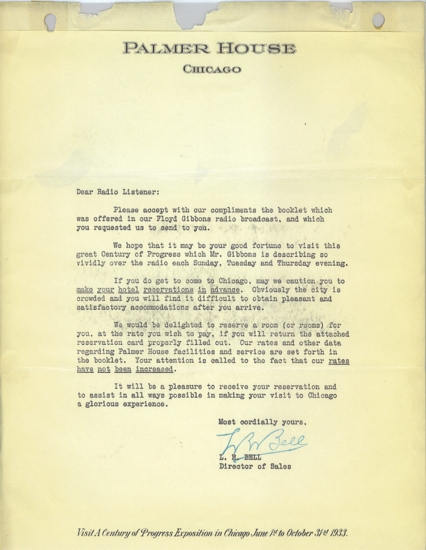 PALMER HOUSE
CHICAGO
Dear Radio Listener:
Please accept with our compliments the booklet which
was offered in our Floyd Gibbons radio broadcast, and which
you requested us to send to you.
We hope that it may be your good fortune to visit this
great Century of Progress which Mr. Gibbons is describing so
vividly over the radio each Sunday, Tuesday and Thursday evening.
If you do get to come to Chicago, may we caution you to
make your hotel reservations in advance. Obviously the city is
crowded and you will find it difficult to obtain pleasant and
satisfactory accommodations after you arrive.
We would be delighted to reserve a room (or rooms) for
you, at the rate you wish to pay, if you will return the attached
reservation card properly filled out. Our rates and other data
regarding Palmer House facilities and service are set forth in
the booklet. Your attention is called to the fact that our rates
have not been increased.
It will be a pleasure to receive your reservation and
to assist in all ways possible in making your visit to Chicago
a glorious experience.
Most cordially yours,
Bell
L. R. BELL
Director of Sales
Visit A Century of Progress Exposition in Chicago June 1st to October 31st 1933.